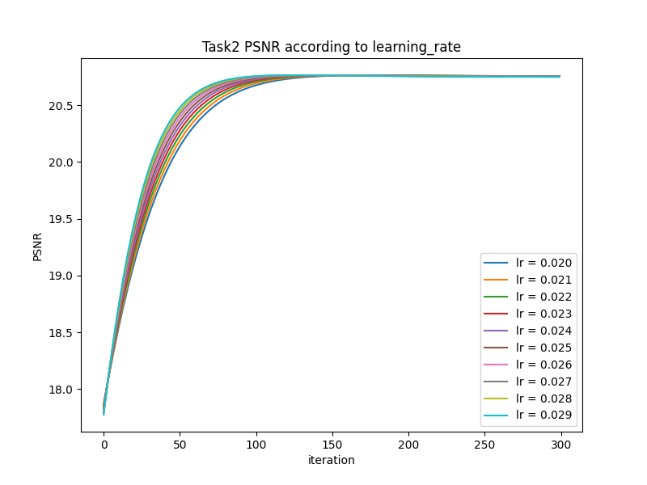 Task2 PSNR according to learning_rate
PSNR
20.5
20.0
19.5
19.0
18.5
18.0
0 50 100 150 200 250 300
iteration
lr = 0.020
lr = 0.021
lr = 0.022
lr = 0.023
lr = 0.024
lr = 0.025
lr = 0.026
lr = 0.027
lr = 0.028
lr = 0.029